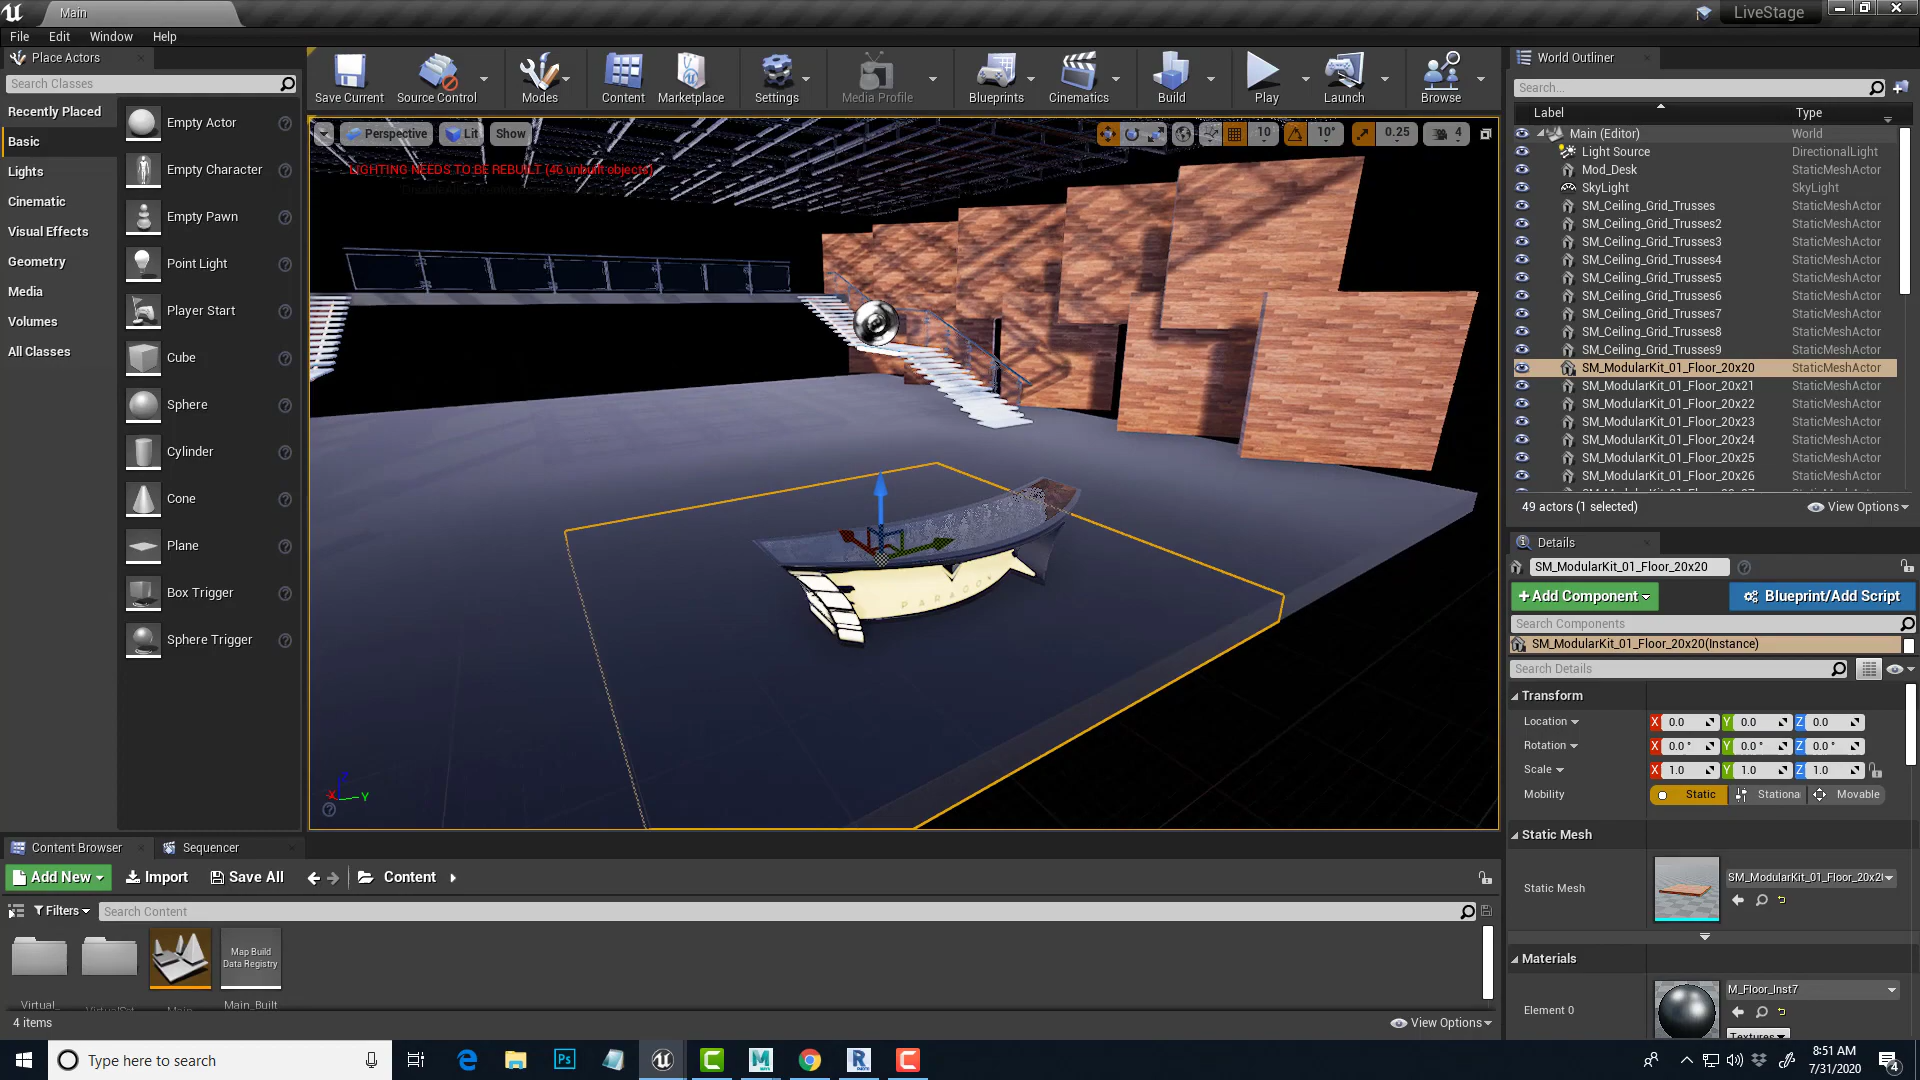 Main
LiveStage
File Edit Window Help
Place Actors
Search Classes
Recently Placed
Basic
Lights
Cinematic
Visual Effects
Geometry
Media
Volumes
All Classes
Empty Actor
Empty Character
Empty Pawn
Point Light
Player Start
Cube
Sphere
Cylinder
Cone
Plane
Box Trigger
Sphere Trigger
Save Current Source Control Modes Content Marketplace Settings Media Profile Blueprints Cinematics Build Play Launch Browse
Perspective Lit Show 10 10° 0.25 4
LIGHTING NEEDS TO BE REBUILT (46 unbuilt objects)
PARAGON
X Y
World Outliner
Search...
Label Type
Main (Editor) World
Light Source DirectionalLight
Mod_Desk StaticMeshActor
SkyLight SkyLight
SM_Ceiling_Grid_Trusses StaticMeshActor
SM_Ceiling_Grid_Trusses2 StaticMeshActor
SM_Ceiling_Grid_Trusses3 StaticMeshActor
SM_Ceiling_Grid_Trusses4 StaticMeshActor
SM_Ceiling_Grid_Trusses5 StaticMeshActor
SM_Ceiling_Grid_Trusses6 StaticMeshActor
SM_Ceiling_Grid_Trusses7 StaticMeshActor
SM_Ceiling_Grid_Trusses8 StaticMeshActor
SM_Ceiling_Grid_Trusses9 StaticMeshActor
SM_ModularKit_01_Floor_20x20 StaticMeshActor
SM_ModularKit_01_Floor_20x21 StaticMeshActor
SM_ModularKit_01_Floor_20x22 StaticMeshActor
SM_ModularKit_01_Floor_20x23 StaticMeshActor
SM_ModularKit_01_Floor_20x24 StaticMeshActor
SM_ModularKit_01_Floor_20x25 StaticMeshActor
SM_ModularKit_01_Floor_20x26 StaticMeshActor
49 actors (1 selected) View Options
Details
SM_ModularKit_01_Floor_20x20
+Add Component Blueprint/Add Script
Search Components
SM_ModularKit_01_Floor_20x20(Instance)
Search Details
Transform
Location X 0.0 Y 0.0 Z 0.0
Rotation X 0.0 ° Y 0.0 ° Z 0.0 °
Scale X 1.0 Y 1.0 Z 1.0
Mobility Static Stationa Movable
Static Mesh
Static Mesh SM_ModularKit_01_Floor_20x2
Materials
Element 0 M_Floor_Inst7
Textures
Content Browser Sequencer
Add New Import Save All Content
Filters Search Content
Map Build
Data Registry
Virtual_ Main Main_Built
4 items View Options
Type here to search
Ps
8:51 AM
7/31/2020
4